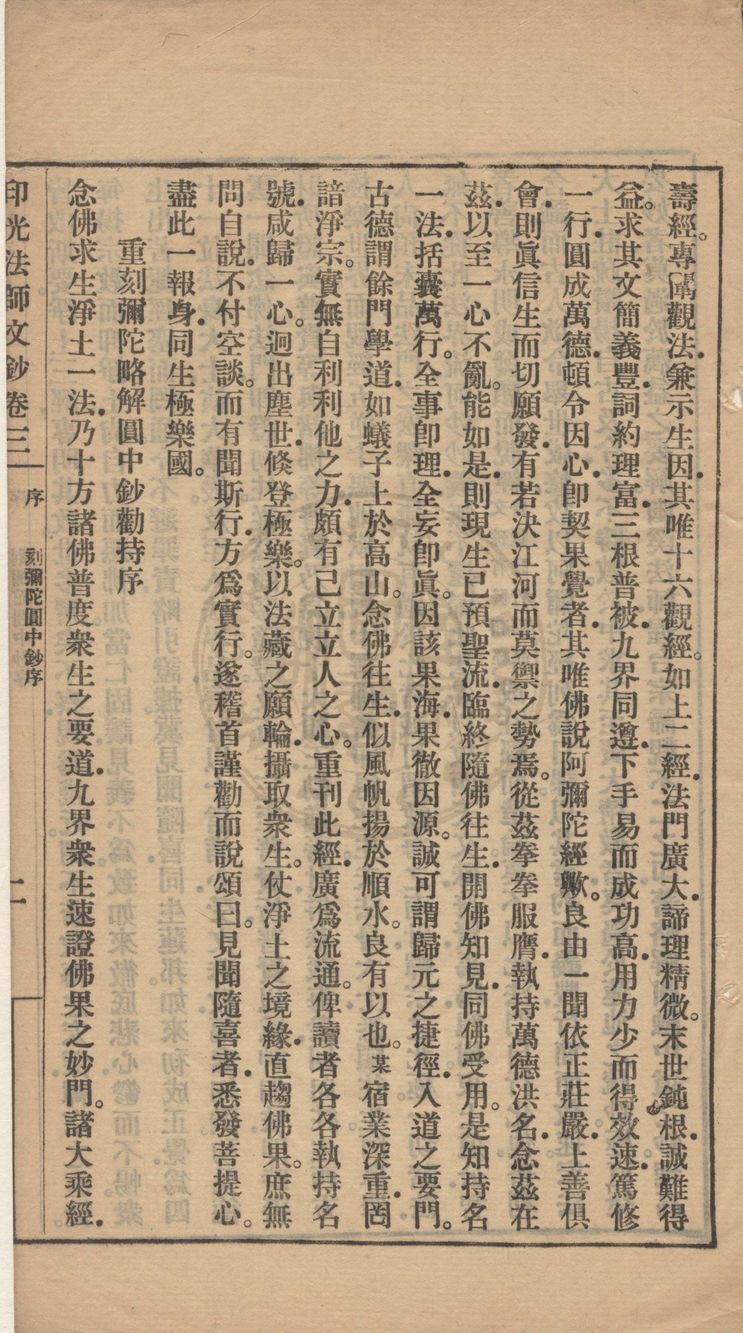 壽經。專闡觀法.兼示生因.其唯十六觀經。如上二經.法門廣大.諦理精微。末世鈍根.誠難得
益。求其文簡義豐.詞約理富.三根普被.九界同遵.下手易而成功高.用力少而得效速.篤修
一行.圓成萬德.頓令因心.卽契果覺者.其唯佛說阿彌陀經歟。良由一聞依正莊嚴.上善俱
會.則眞信生而切願發.有若決江河而莫禦之勢焉。從茲拳拳服膺.執持萬德洪名.念茲在
茲.以至一心不亂。能如是.則現生已預聖流.臨終隨佛往生.開佛知見.同佛受用。是知持名
一法.括囊萬行。全事卽理.全妄卽眞。因該果海.果徹因源。誠可謂歸元之捷徑.入道之要門。
古德謂餘門學道.如蟻子上於高山。念佛往生.似風帆揚於順水。良有以也。某宿業深重.罔
諳淨宗。實無自利利他之力.頗有己立立人之心。重刊此經.廣爲流通。俾讀者各各執持名
號.咸歸一心。迥出塵世.倐登極樂。以法藏之願輪.攝取衆生。仗淨土之境緣.直趨佛果。庶無
問自說.不付空談。而有聞斯行.方爲實行。遂稽首謹勸而說頌曰。見聞隨喜者.悉發菩提心。
盡此一報身.同生極樂國。
重刻彌陀略解圓中鈔勸持序
念佛求生淨土一法.乃十方諸佛普度衆生之要道.九界衆生速證佛果之妙門。諸大乘經.
印光法師文鈔卷三 序 刻彌陀圓中鈔序 二